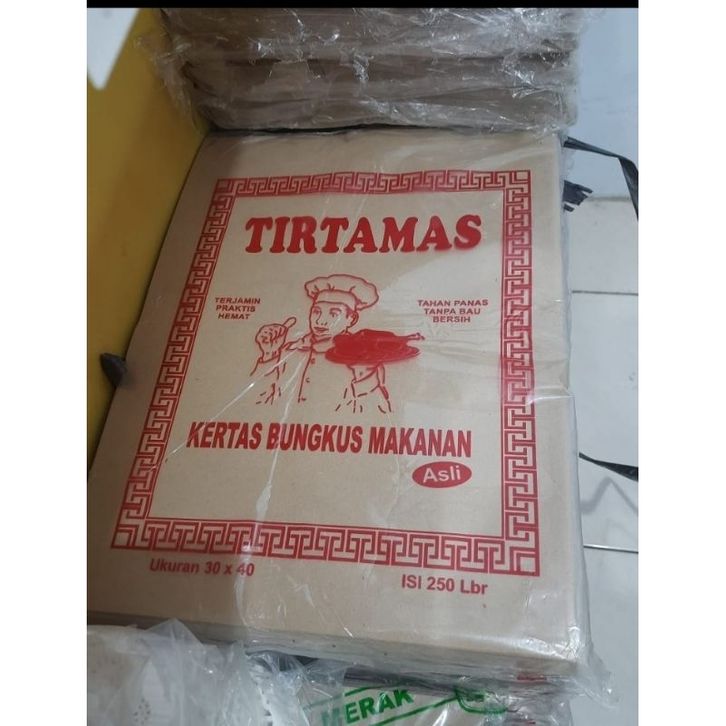 TIRTAMAS
TERJAMIN
PRAKTIS
HEMAT
TAHAN PANAS
TANPA BAU
BERSIH
KERTAS BUNGKUS MAKANAN
Asli
Ukuran 30 x 40
ISI 250 Lbr
MERAK